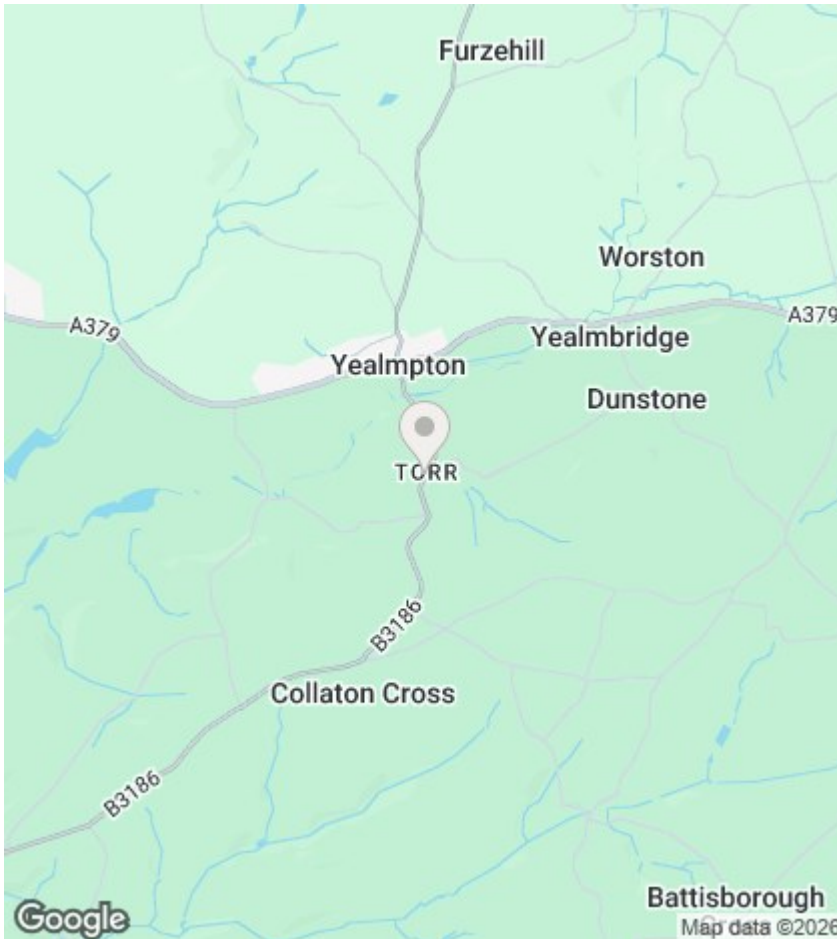 Furzehill
Worston
A379
A379
Yealmbridge
Yealmpton
Dunstone
TORR
B3186
Collaton Cross
B3186
Battisborough
Google
Map data ©2026